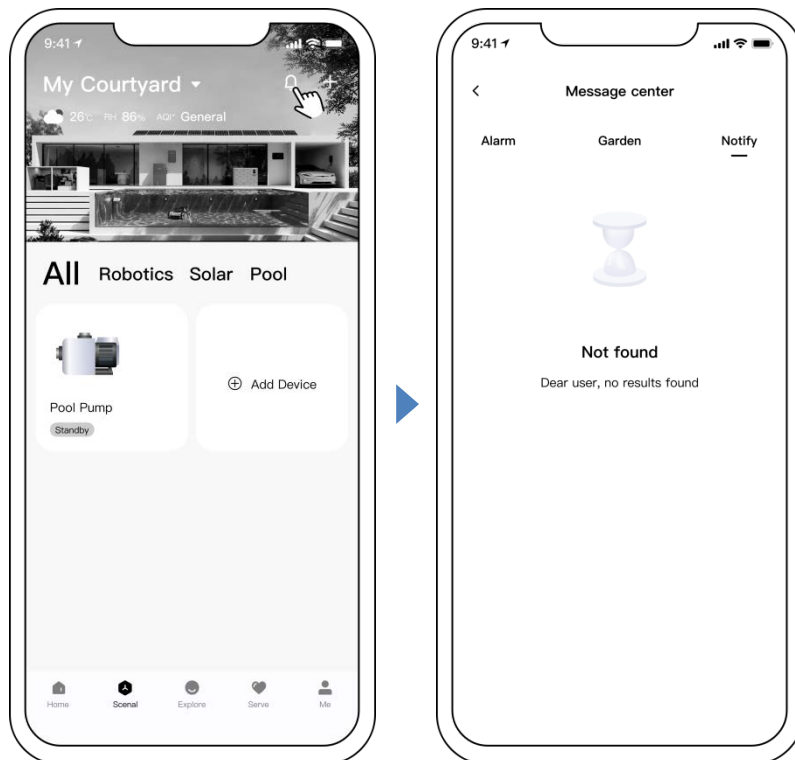 9:41
My Courtyard
26°c RH 86% AQI* General
All Robotics Solar Pool
Pool Pump
Standby
Add Device
Home Scenal Explore Serve Me
9:41
Message center
Alarm Garden Notify
Not found
Dear user, no results found